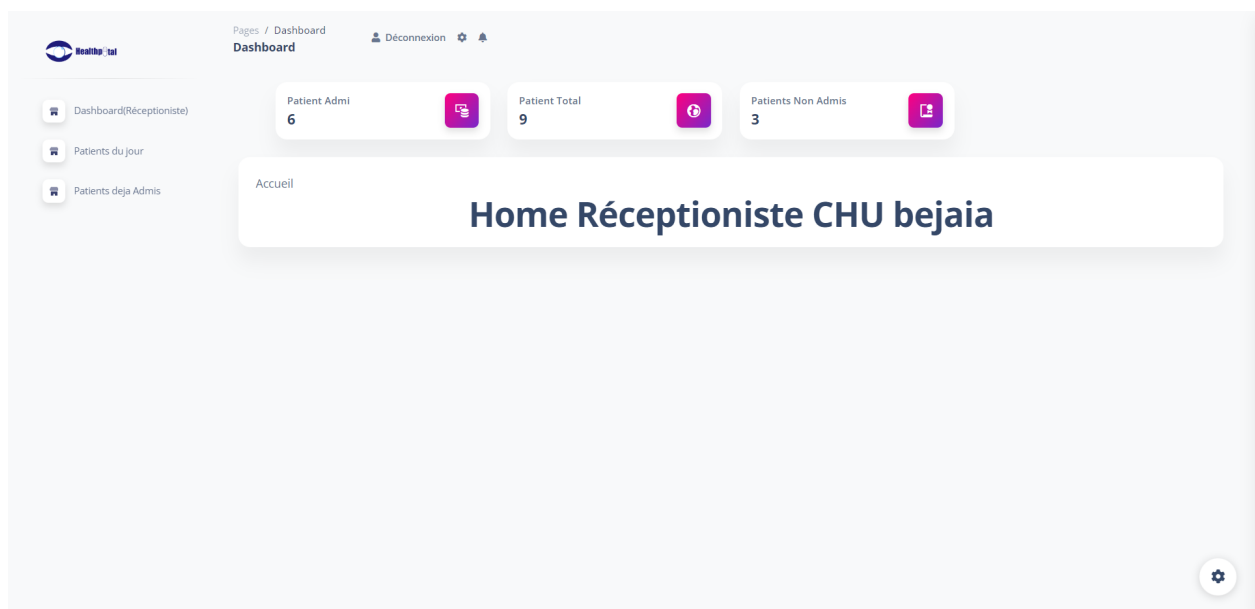 Healthpital
Pages / Dashboard
Dashboard
Déconnexion
Dashboard(Réceptioniste)
Patients du jour
Patients deja Admis
Patient Admi
6
Patient Total
9
Patients Non Admis
3
Accueil
Home Réceptioniste CHU bejaia